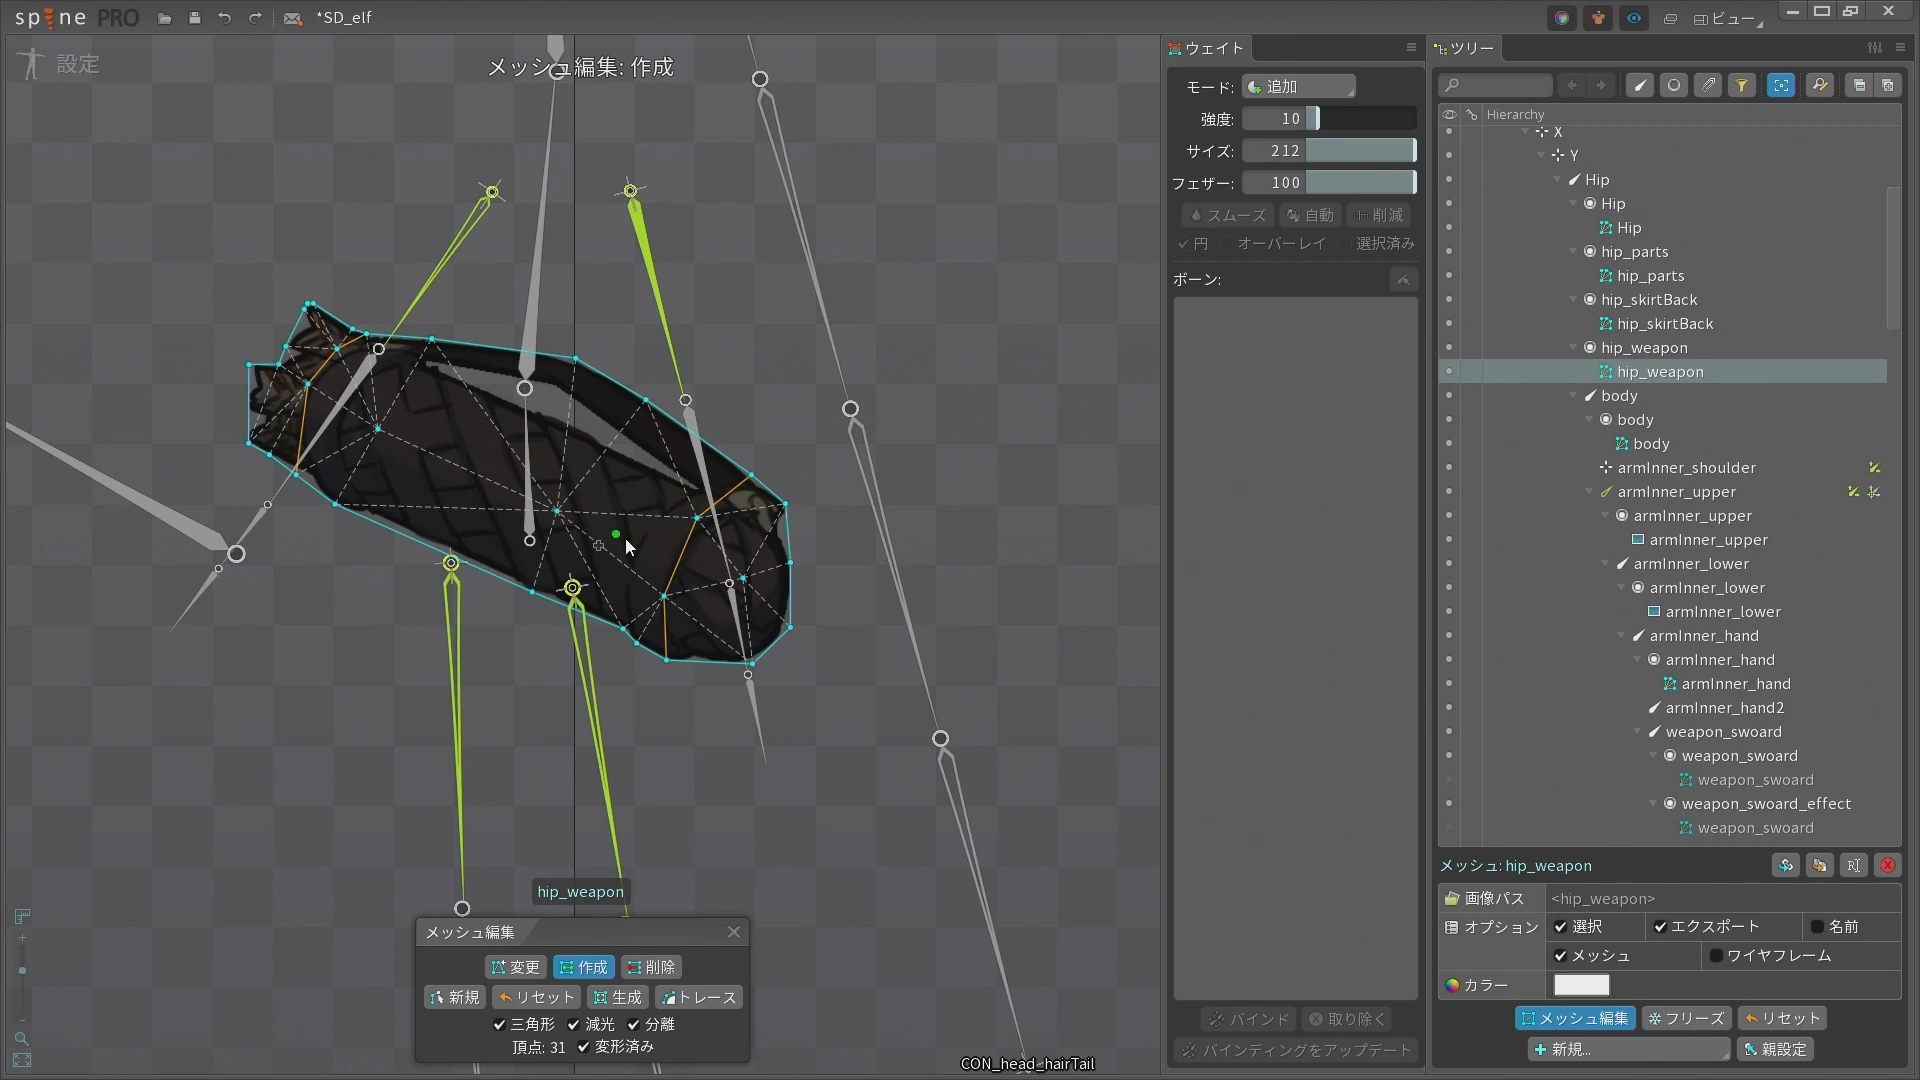 spine PRO
*SD_elf
ビュー
設定
メッシュ編集: 作成
ウェイト
モード:
追加
強度:
10
サイズ:
212
フェザー:
100
スムーズ
自動
削減
円
オーバーレイ
選択済み
ボーン:
バインド
取り除く
バインディングをアップデート
ツリー
Hierarchy
X
Y
Hip
Hip
Hip
hip_parts
hip_parts
hip_skirtBack
hip_skirtBack
hip_weapon
hip_weapon
body
body
body
armInner_shoulder
armInner_upper
armInner_upper
armInner_upper
armInner_lower
armInner_lower
armInner_lower
armInner_hand
armInner_hand
armInner_hand
armInner_hand2
weapon_swoard
weapon_swoard
weapon_swoard
weapon_swoard_effect
weapon_swoard
メッシュ: hip_weapon
画像パス
<hip_weapon>
オプション
選択
エクスポート
名前
メッシュ
ワイヤフレーム
カラー
メッシュ編集
フリーズ
リセット
新規...
親設定
hip_weapon
メッシュ編集
変更
作成
削除
新規
リセット
生成
トレース
三角形
減光
分離
頂点: 31
変形済み
CON_head_hairTail